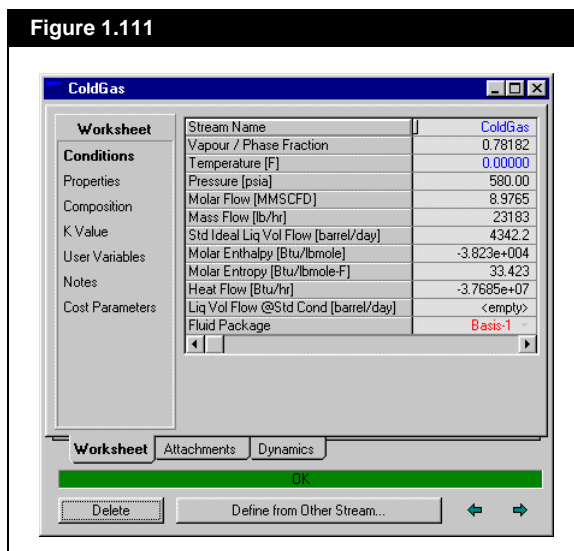 Figure 1.111
ColdGas
Worksheet
Conditions
Properties
Composition
K Value
User Variables
Notes
Cost Parameters
Stream Name ColdGas
Vapour / Phase Fraction 0.78182
Temperature [F] 0.00000
Pressure [psia] 580.00
Molar Flow [MMSCFD] 8.9765
Mass Flow [lb/hr] 23183
Std Ideal Liq Vol Flow [barrel/day] 4342.2
Molar Enthalpy [Btu/lbmole] -3.823e+004
Molar Entropy [Btu/lbmole-F] 33.423
Heat Flow [Btu/hr] -3.7685e+07
Liq Vol Flow @Std Cond [barrel/day] <empty>
Fluid Package Basis-1
Worksheet Attachments Dynamics
OK
Delete Define from Other Stream...